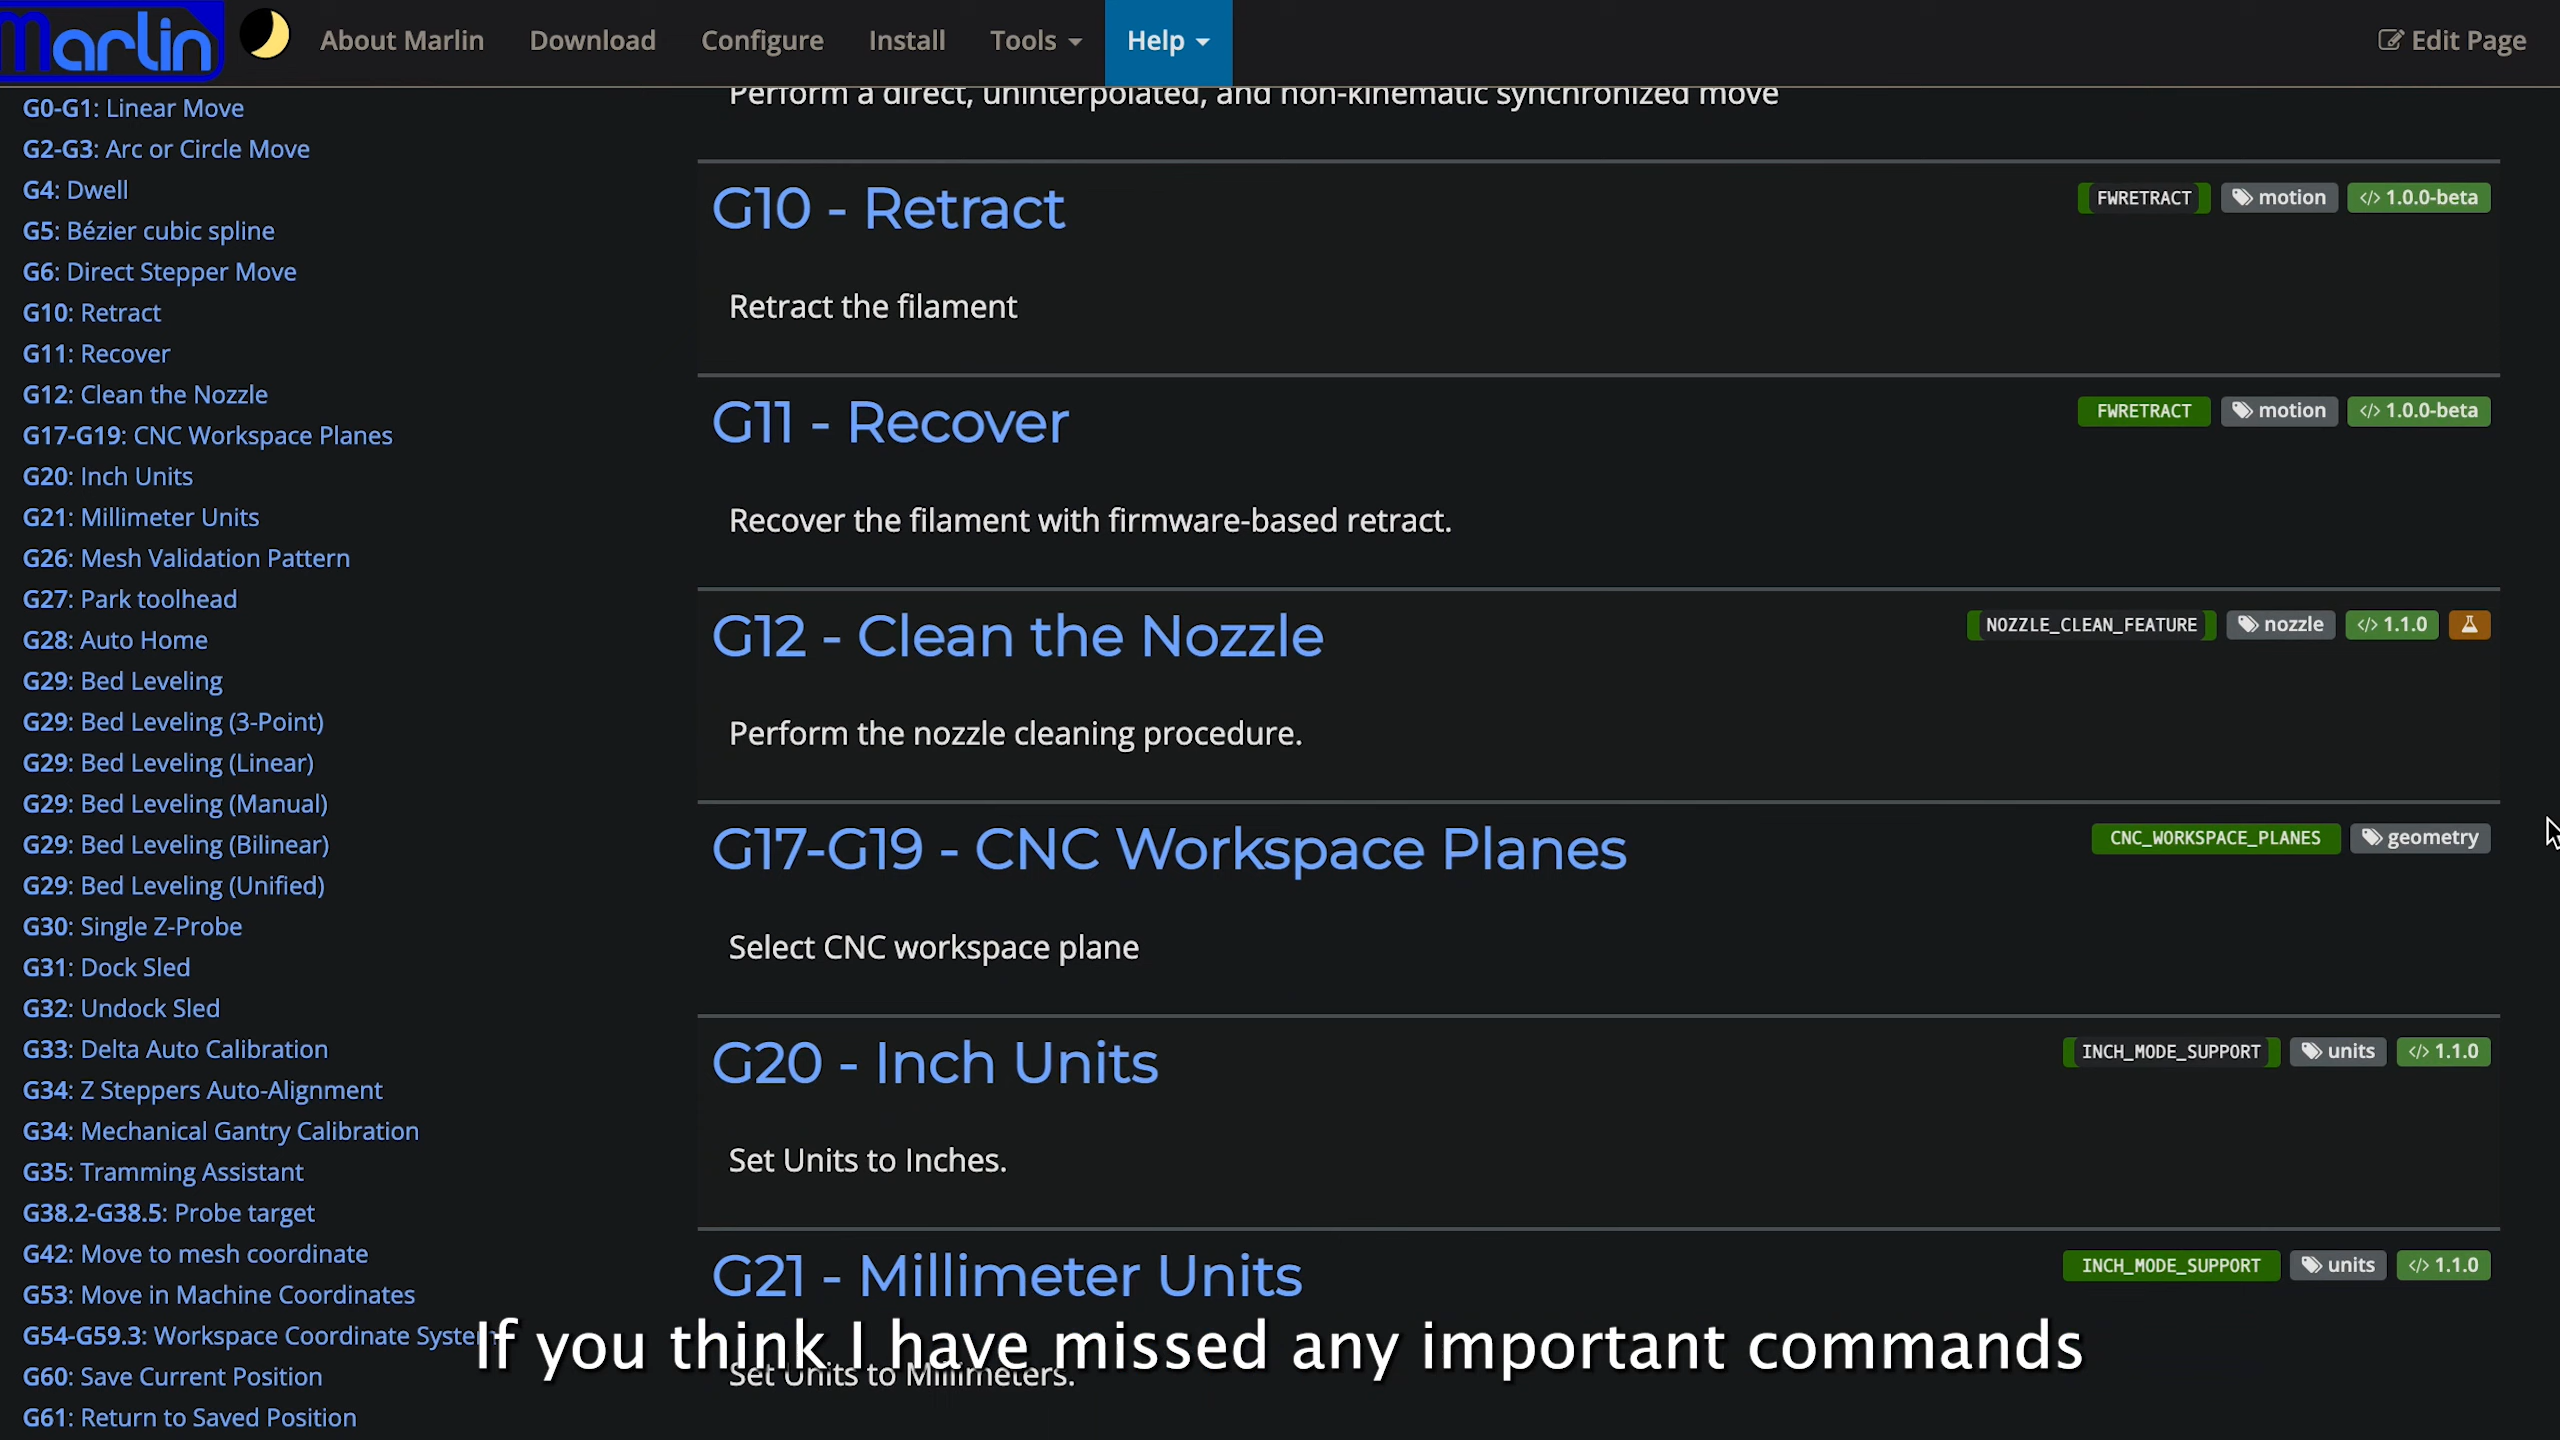 Marlin
About Marlin
Download
Configure
Install
Tools
Help
Edit Page
G0-G1: Linear Move
G2-G3: Arc or Circle Move
G4: Dwell
G5: Bézier cubic spline
G6: Direct Stepper Move
G10: Retract
G11: Recover
G12: Clean the Nozzle
G17-G19: CNC Workspace Planes
G20: Inch Units
G21: Millimeter Units
G26: Mesh Validation Pattern
G27: Park toolhead
G28: Auto Home
G29: Bed Leveling
G29: Bed Leveling (3-Point)
G29: Bed Leveling (Linear)
G29: Bed Leveling (Manual)
G29: Bed Leveling (Bilinear)
G29: Bed Leveling (Unified)
G30: Single Z-Probe
G31: Dock Sled
G32: Undock Sled
G33: Delta Auto Calibration
G34: Z Steppers Auto-Alignment
G34: Mechanical Gantry Calibration
G35: Tramming Assistant
G38.2-G38.5: Probe target
G42: Move to mesh coordinate
G53: Move in Machine Coordinates
G54-G59.3: Workspace Coordinate System
G60: Save Current Position
G61: Return to Saved Position
Perform a direct, uninterpolated, and non-kinematic synchronized move
G10 - Retract
FWRETRACT motion </> 1.0.0-beta
Retract the filament
G11 - Recover
FWRETRACT motion </> 1.0.0-beta
Recover the filament with firmware-based retract.
G12 - Clean the Nozzle
NOZZLE_CLEAN_FEATURE nozzle </> 1.1.0
Perform the nozzle cleaning procedure.
G17-G19 - CNC Workspace Planes
CNC_WORKSPACE_PLANES geometry
Select CNC workspace plane
G20 - Inch Units
INCH_MODE_SUPPORT units </> 1.1.0
Set Units to Inches.
G21 - Millimeter Units
INCH_MODE_SUPPORT units </> 1.1.0
Set Units to Millimeters.
If you think I have missed any important commands